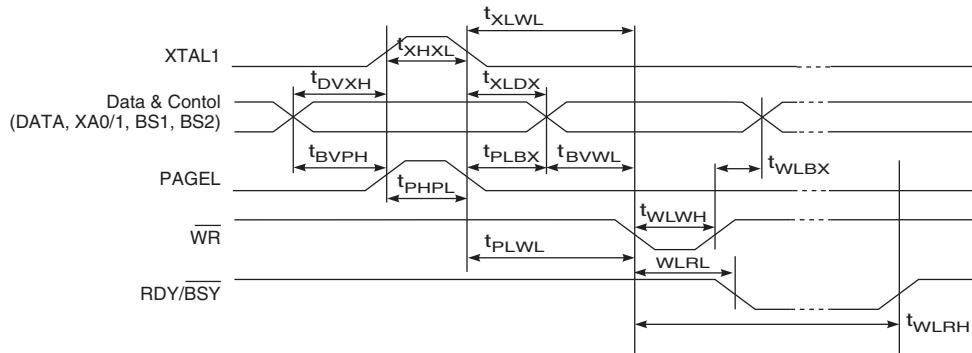 tXLWL
XTAL1
tXHXL
tDVXH
tXLDX
Data & Contol
(DATA, XA0/1, BS1, BS2)
tBVPH
tPLBX
tBVWL
tWLBX
PAGEL
tPHPL
tWLWH
WR
tPLWL
WLRL
RDY/BSY
tWLRH